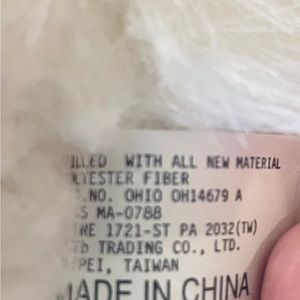 ILLED WITH ALL NEW MATERIAL
LYESTER FIBER
.NO. OHIO OH14679 A
S MA-0788
NE 1721-ST PA 2032(TW)
TRADING CO., LTD.
PEI, TAIWAN
MADE IN CHINA